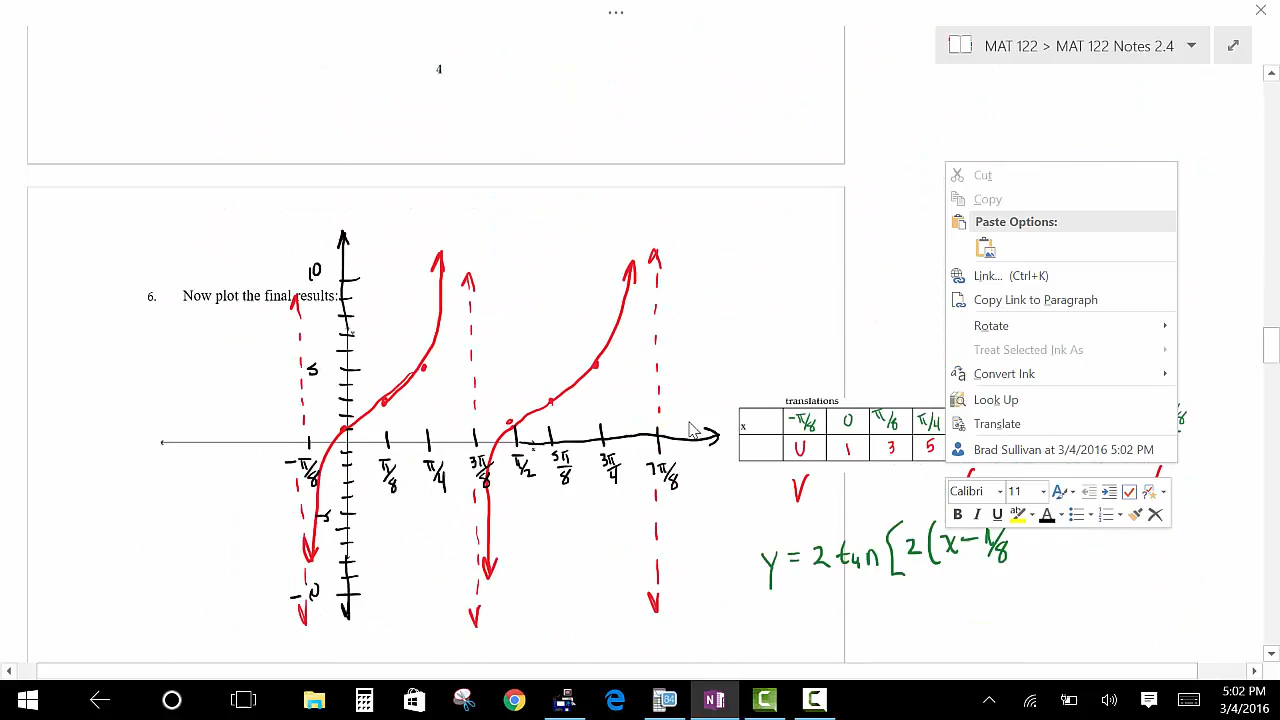 ...
MAT 122 > MAT 122 Notes 2.4
4
Cut
Copy
Paste Options:
Link... (Ctrl+K)
Copy Link to Paragraph
Rotate
Treat Selected Ink As
Convert Ink
Look Up
Translate
Brad Sullivan at 3/4/2016 5:02 PM
Calibri 11
B I U ab A
10
6. Now plot the final results:
5
-π/8 π/8 π/4 3π/8 π/2 5π/8 3π/4 7π/8
-10
translations
x -π/8 0 π/8 π/4
U 1 3 5
V
y = 2 tan[2(x-π/8
5:02 PM
3/4/2016